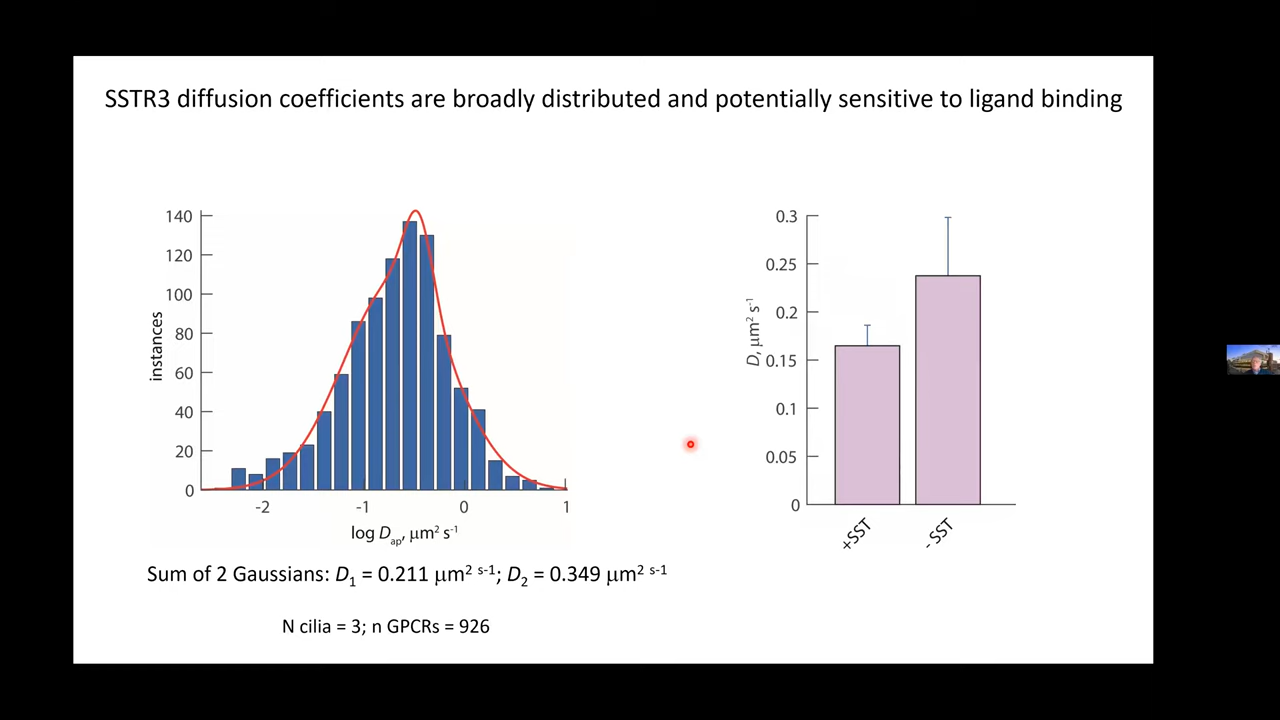 SSTR3 diffusion coefficients are broadly distributed and potentially sensitive to ligand binding
instances
140
120
100
80
60
40
20
0
-2 -1 0 1
log Dap, μm² s⁻¹
Sum of 2 Gaussians: D₁ = 0.211 μm² ˢ⁻¹; D₂ = 0.349 μm² ˢ⁻¹
N cilia = 3; n GPCRs = 926
D, μm² s⁻¹
0.3
0.25
0.2
0.15
0.1
0.05
0
+SST
- SST